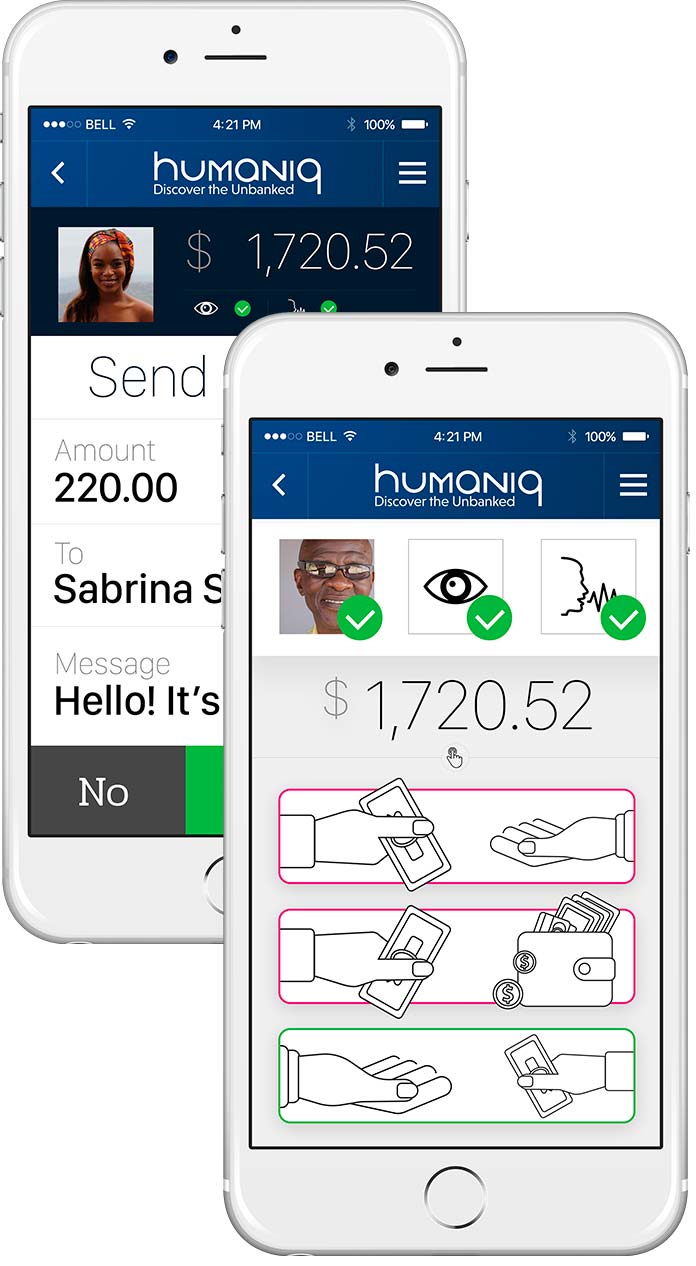 BELL 4:21 PM 100%
humaniq
Discover the Unbanked
$ 1,720.52
Send
Amount
220.00
To
Sabrina S
Message
Hello! It's
No
BELL 4:21 PM 100%
humaniq
Discover the Unbanked
$ 1,720.52
$
$